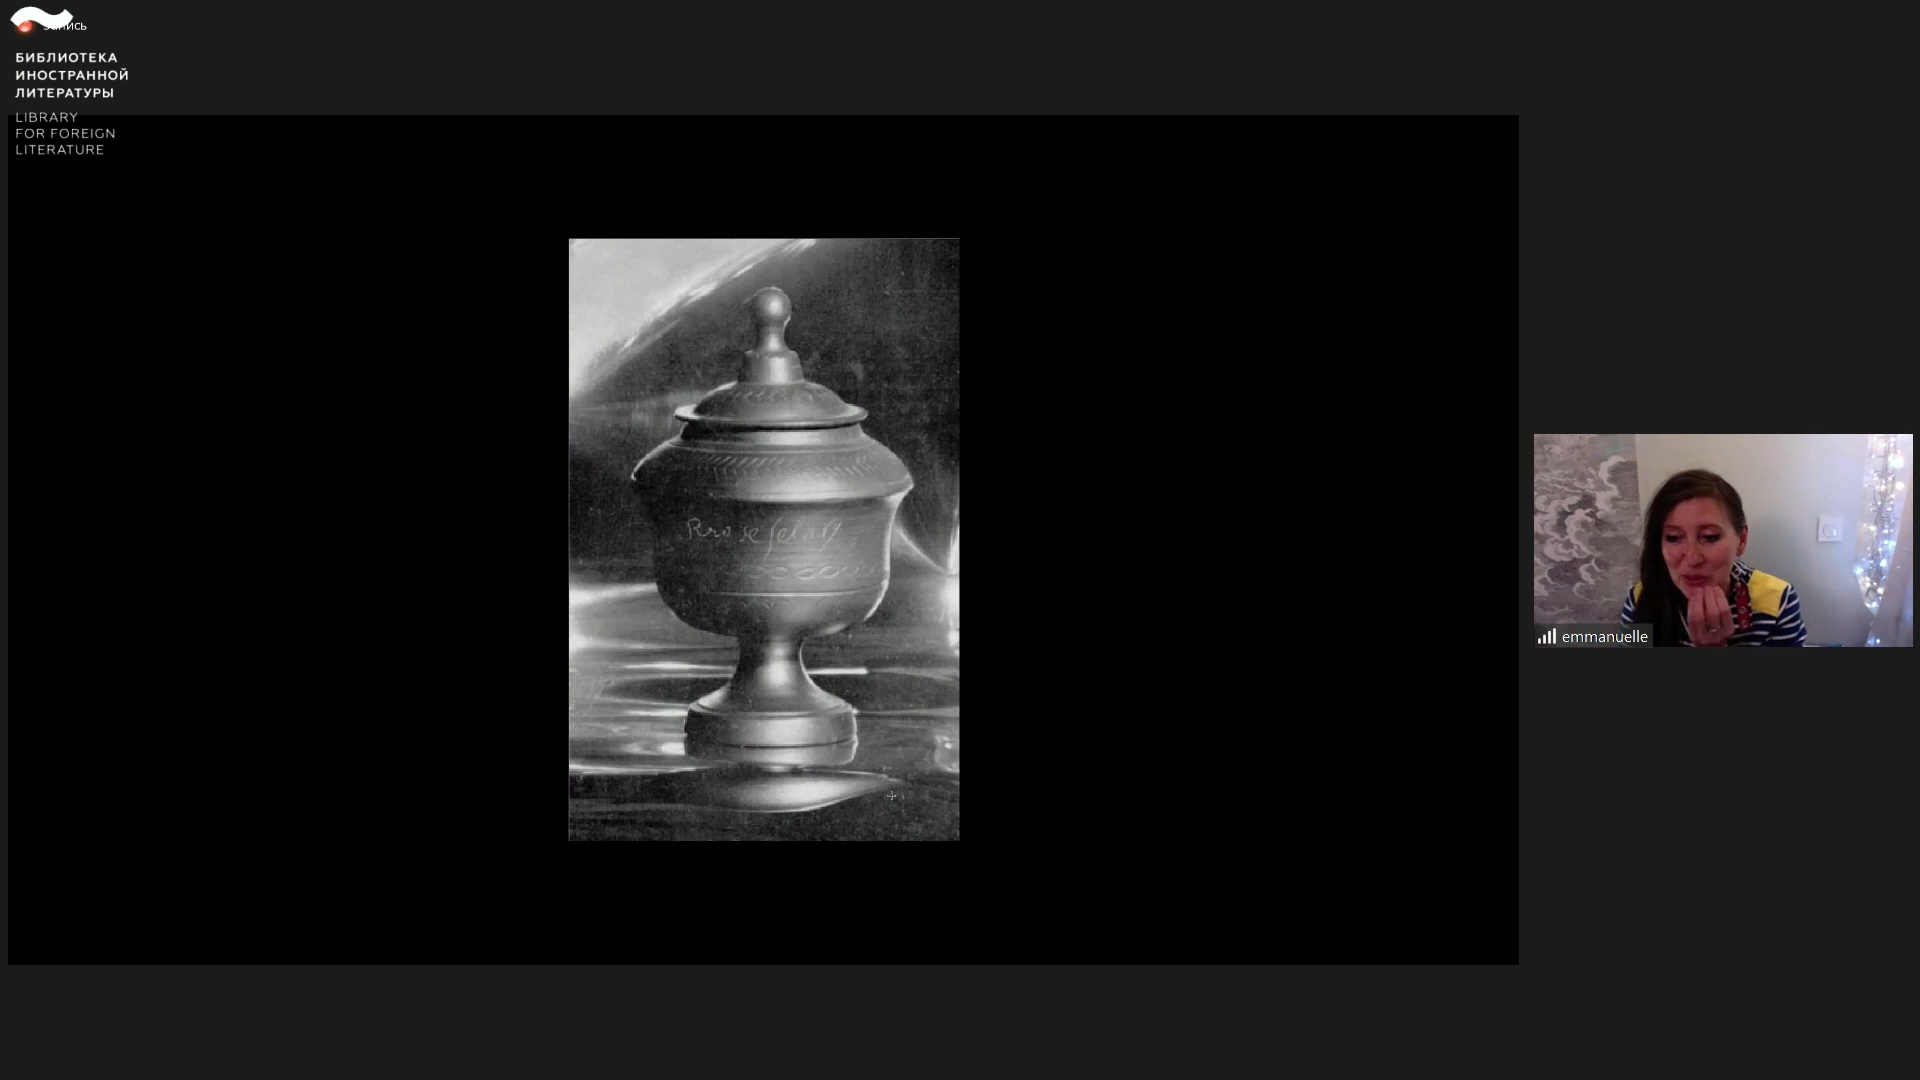 Запись
БИБЛИОТЕКА
ИНОСТРАННОЙ
ЛИТЕРАТУРЫ
LIBRARY
FOR FOREIGN
LITERATURE
Rrose Sélavy
emmanuelle